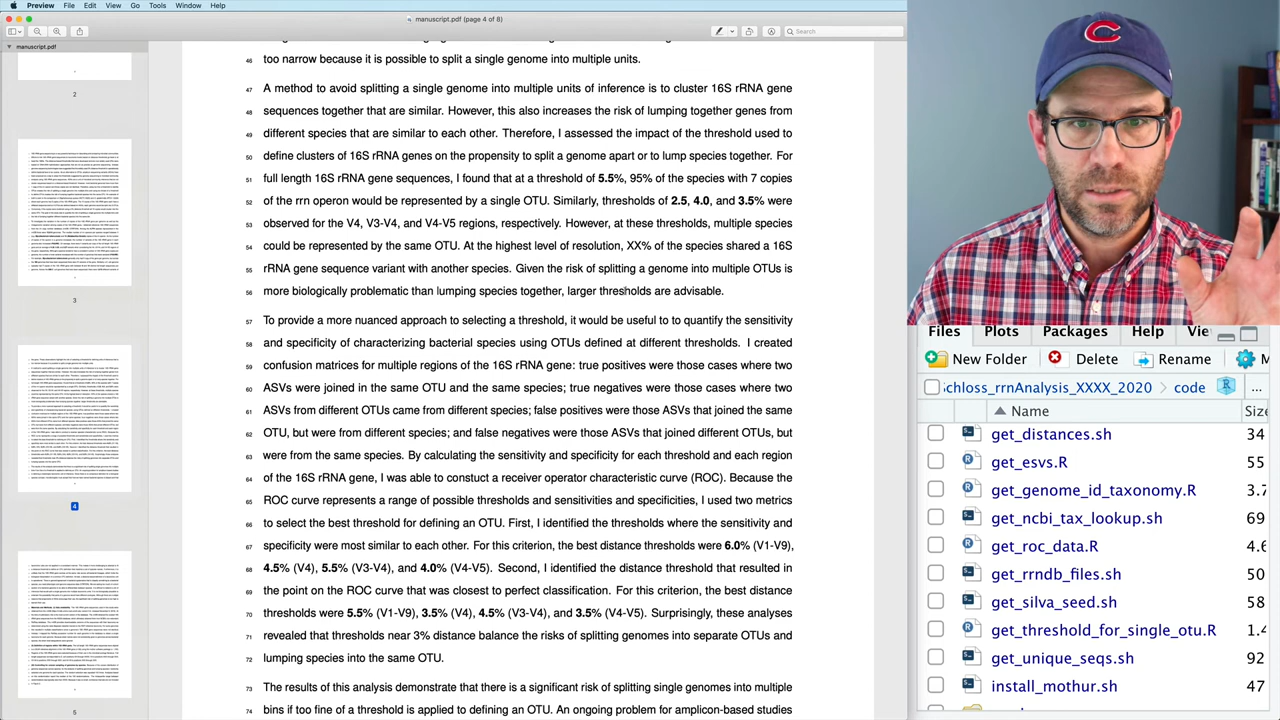 Preview File Edit View Go Tools Window Help
manuscript.pdf (page 4 of 8)
Search
manuscript.pdf
2
3
4
5
46 too narrow because it is possible to split a single genome into multiple units.
47 A method to avoid splitting a single genome into multiple units of inference is to cluster 16S rRNA gene
48 sequences together that are similar. However, this also increases the risk of lumping together genes from
49 different species that are similar to each other. Therefore, I assessed the impact of the threshold used to
50 define clusters of 16S rRNA genes on the propensity to split a genome apart or to lump species together. For
51 full length 16S rRNA gene sequences, I found that at a threshold of 5.5%, 95% of the species with 7 copies
52 of the rrn operon would be represented by a single OTU. Similarly, thresholds of 2.5, 4.0, and 3.5% were
53 observed for the V4, V3-V4, and V4-V5 regions, respectively. However, at these thresholds, multiple species
54 could be represented by the same OTU. At the highest level of resolution, XX% of the species shared a 16S
55 rRNA gene sequence variant with another species. Given the risk of splitting a genome into multiple OTUs is
56 more biologically problematic than lumping species together, larger thresholds are advisable.
57 To provide a more nuanced approach to selecting a threshold, it would be useful to to quantify the sensitivity
58 and specificity of characterizing bacterial species using OTUs defined at different thresholds. I created
59 confusion matrices for multiple regions of the 16S rRNA gene: true positives were those cases where two
60 ASVs were joined in the same OTU and the same species; true negatives were those cases where two
61 ASVs in different OTUs came from different species; false positives were those ASVs that joined the same
62 OTU, but were from different species; and false negatives were those ASVs that joined different OTUs, but
63 were from the same species. By calculating the sensitivity and specificity for each threshold and each region
64 of the 16S rRNA gene, I was able to constuct a receiver operator characteristic curve (ROC). Because the
65 ROC curve represents a range of possible thresholds and sensitivities and specificities, I used two metrics
66 to select the best threshold for defining an OTU. First, I identified the thresholds where the sensitivity and
67 specificity were most similar to each other. For this criterion, the best distance thresholds were 6.0% (V1-V9),
68 4.5% (V4), 5.5% (V3-V4), and 4.0% (V4-V5). Second, I identified the distance threshold that resulted in
69 the point on the ROC curve that was closest to perfect classification. For this criterion, the best distance
70 thresholds were 5.5% (V1-V9), 3.5% (V4), (V3-V4), and 3.5% (V4-V5). Surprisingly, these
71 revealed that thresholds near 3% distance balance the risks of splitting genomes into separate OTUs and
72 lumping species into the same OTU.
73 The results of this analysis demonstrate that there is a significant risk of splitting single genomes into multiple
74 bins if too fine of a threshold is applied to defining an OTU. An ongoing problem for amplicon-based studies
C
Files Plots Packages Help Vie
New Folder Delete Rename M
chloss_rrnAnalysis_XXXX_2020 code R ...
Name Size
get_distances.sh 34
get_esvs.R 55
get_genome_id_taxonomy.R 3.7
get_ncbi_tax_lookup.sh 69
get_roc_data.R 1.
get_rrndb_files.sh 50
get_silva_seed.sh 58
get_threshold_for_single_otu.R 1.4
get_unique_seqs.sh 92
install_mothur.sh 47